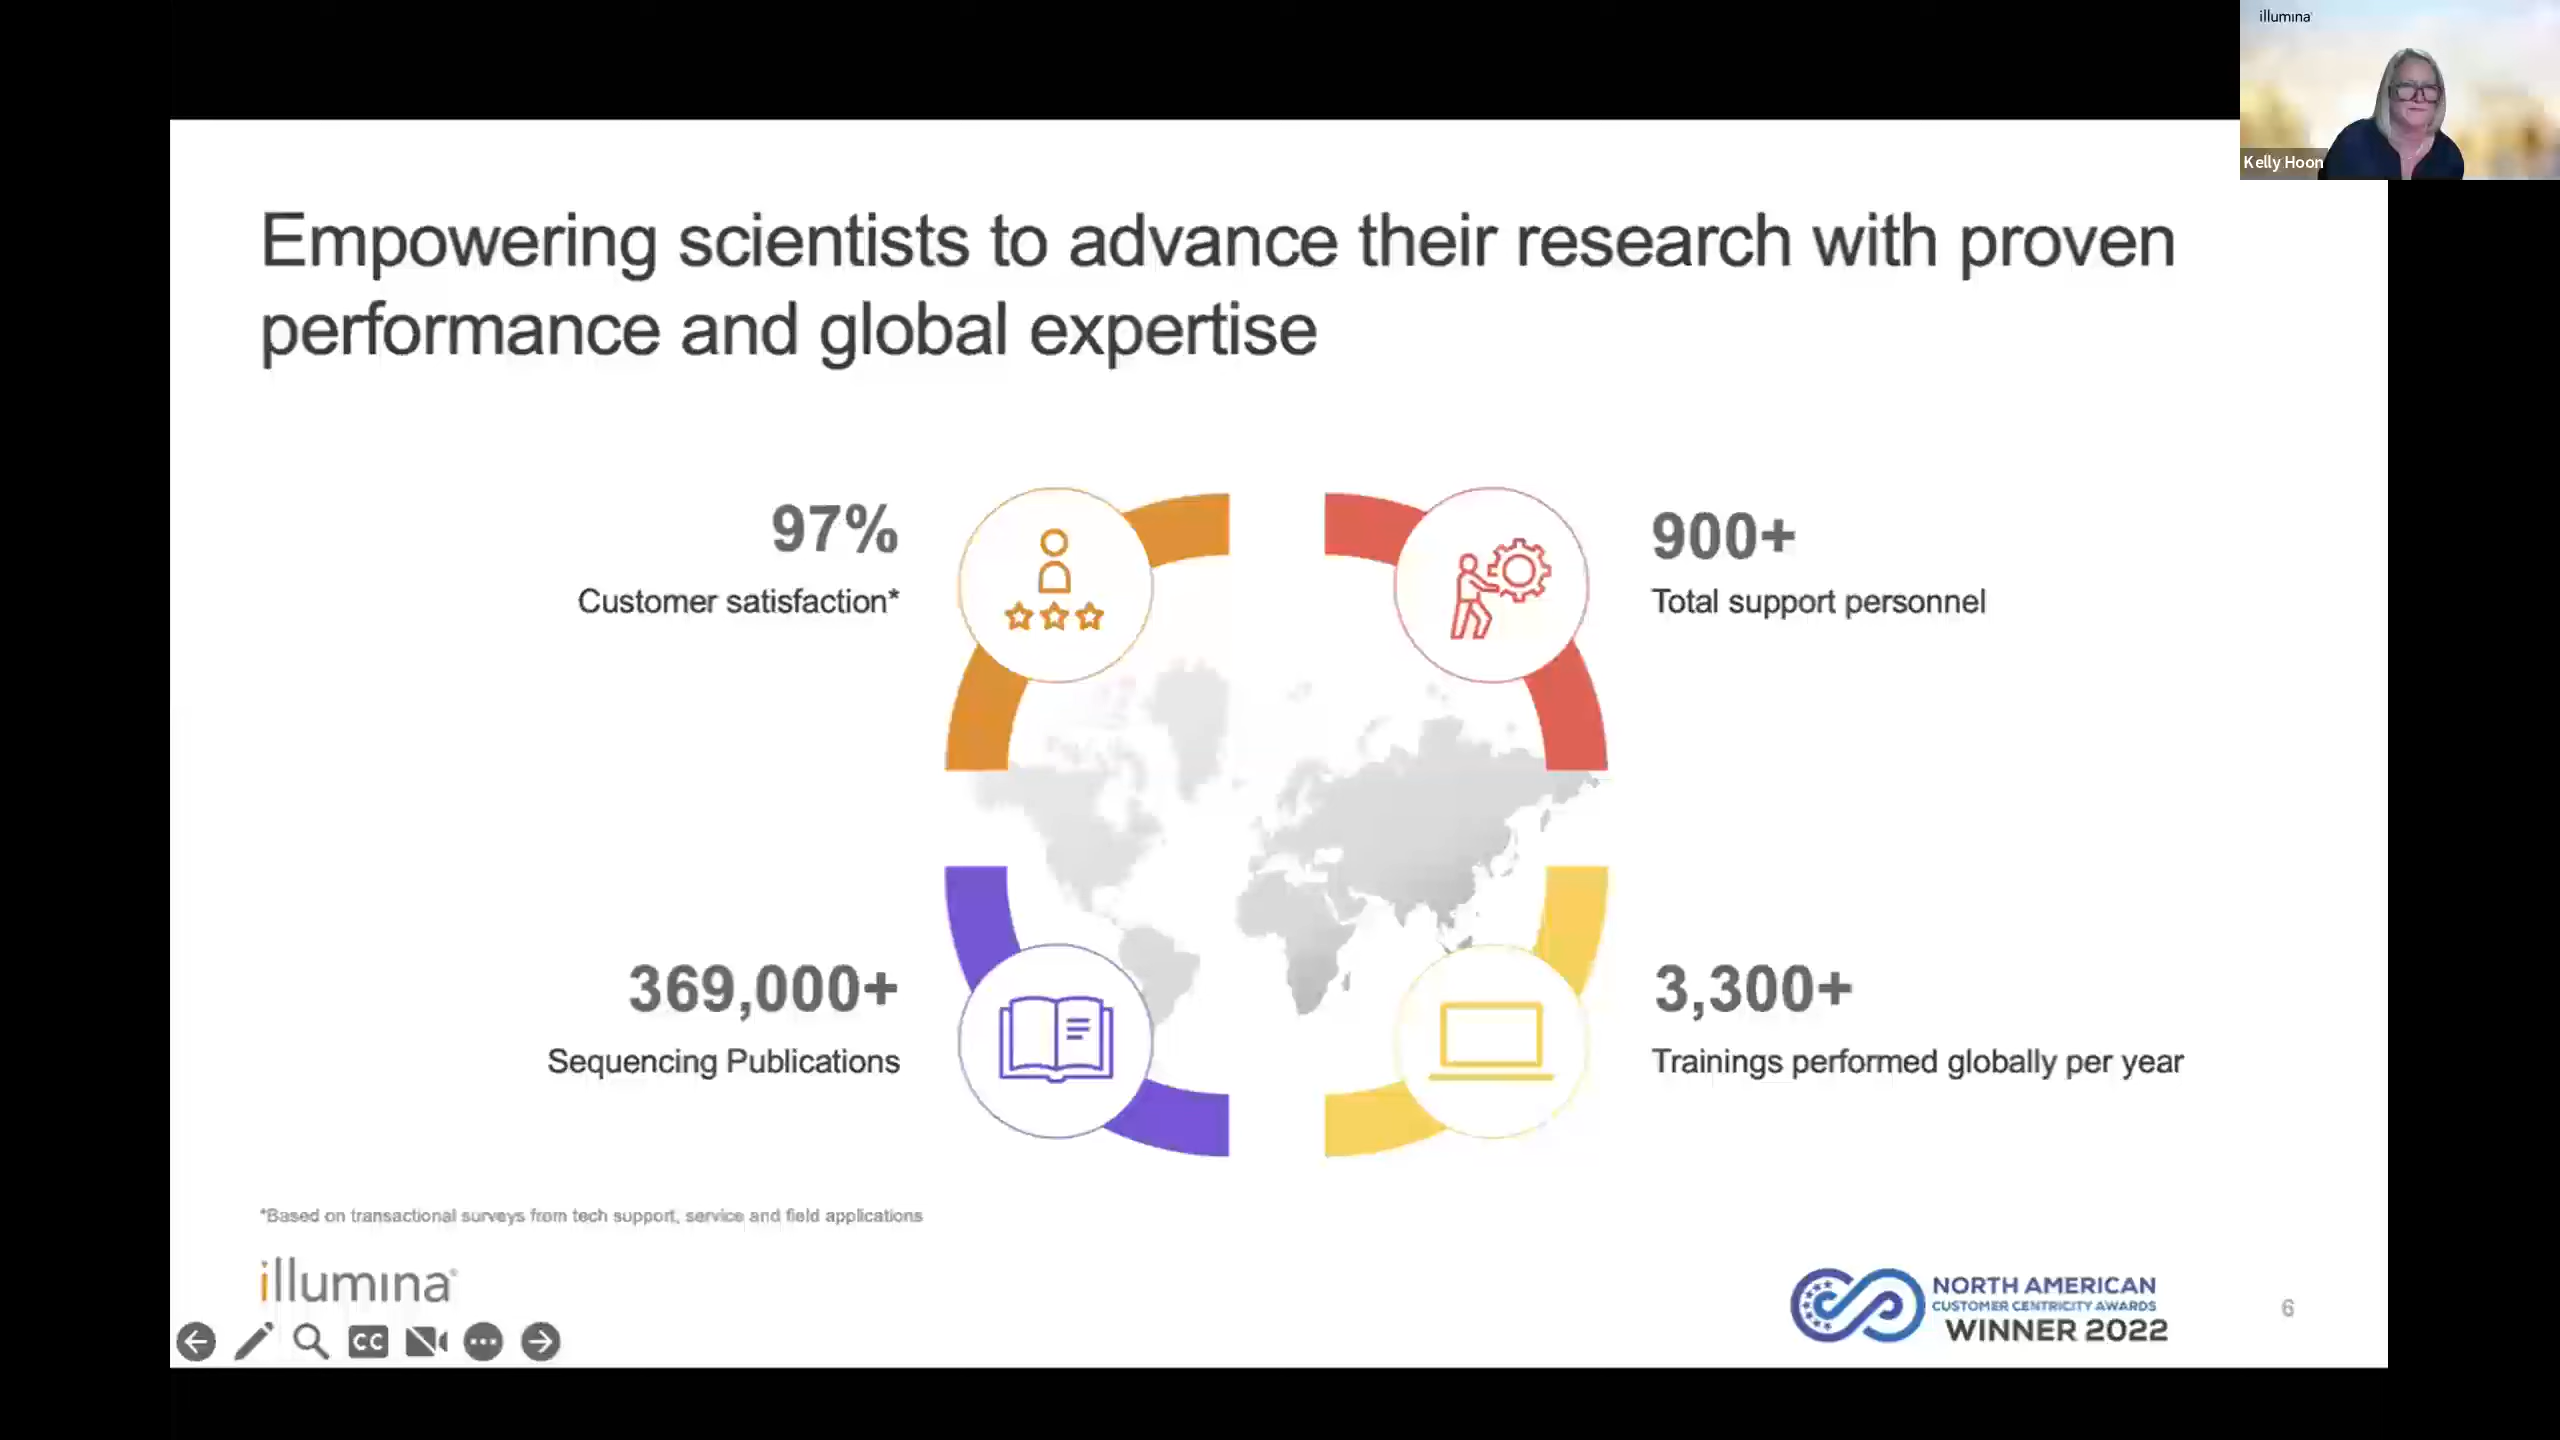 illumina
Kelly Hoon
Empowering scientists to advance their research with proven
performance and global expertise
97%
Customer satisfaction*
900+
Total support personnel
369,000+
Sequencing Publications
3,300+
Trainings performed globally per year
*Based on transactional surveys from tech support, service and field applications
illumina®
NORTH AMERICAN
CUSTOMER CENTRICITY AWARDS
WINNER 2022
6
CC